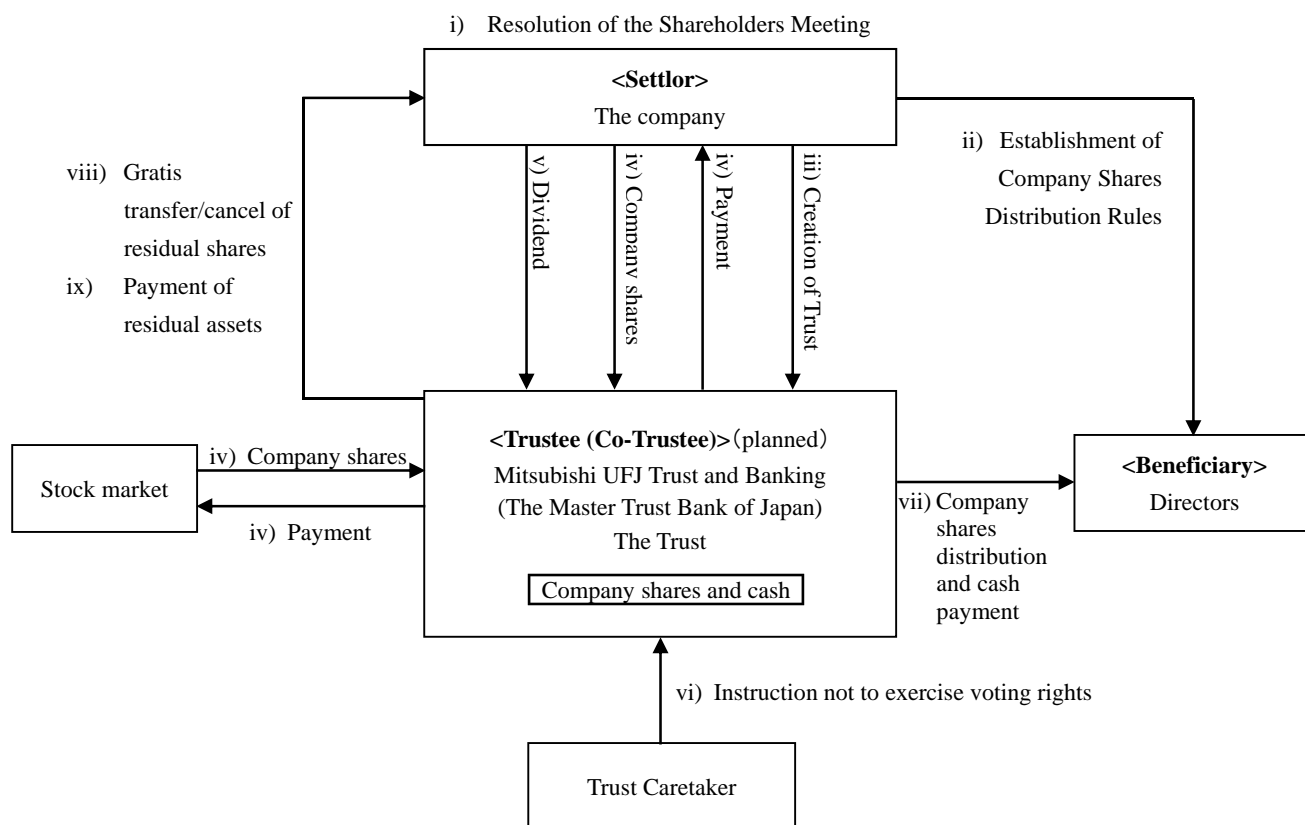 i) Resolution of the Shareholders Meeting
<Settlor>
The company
viii) Gratis
transfer/cancel of
residual shares
ix) Payment of
residual assets
v) Dividend
iv) Company shares
iv) Payment
iii) Creation of Trust
ii) Establishment of
Company Shares
Distribution Rules
Stock market
iv) Company shares
iv) Payment
<Trustee (Co-Trustee)>(planned)
Mitsubishi UFJ Trust and Banking
(The Master Trust Bank of Japan)
The Trust
Company shares and cash
vii) Company
shares
distribution
and cash
payment
<Beneficiary>
Directors
vi) Instruction not to exercise voting rights
Trust Caretaker